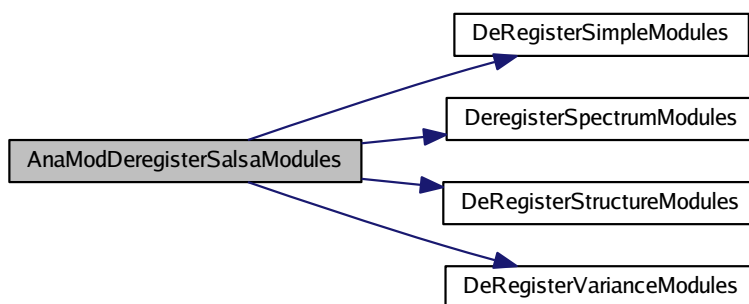 DeRegisterSimpleModules
DeregisterSpectrumModules
AnaModDeregisterSalsaModules
DeRegisterStructureModules
DeRegisterVarianceModules